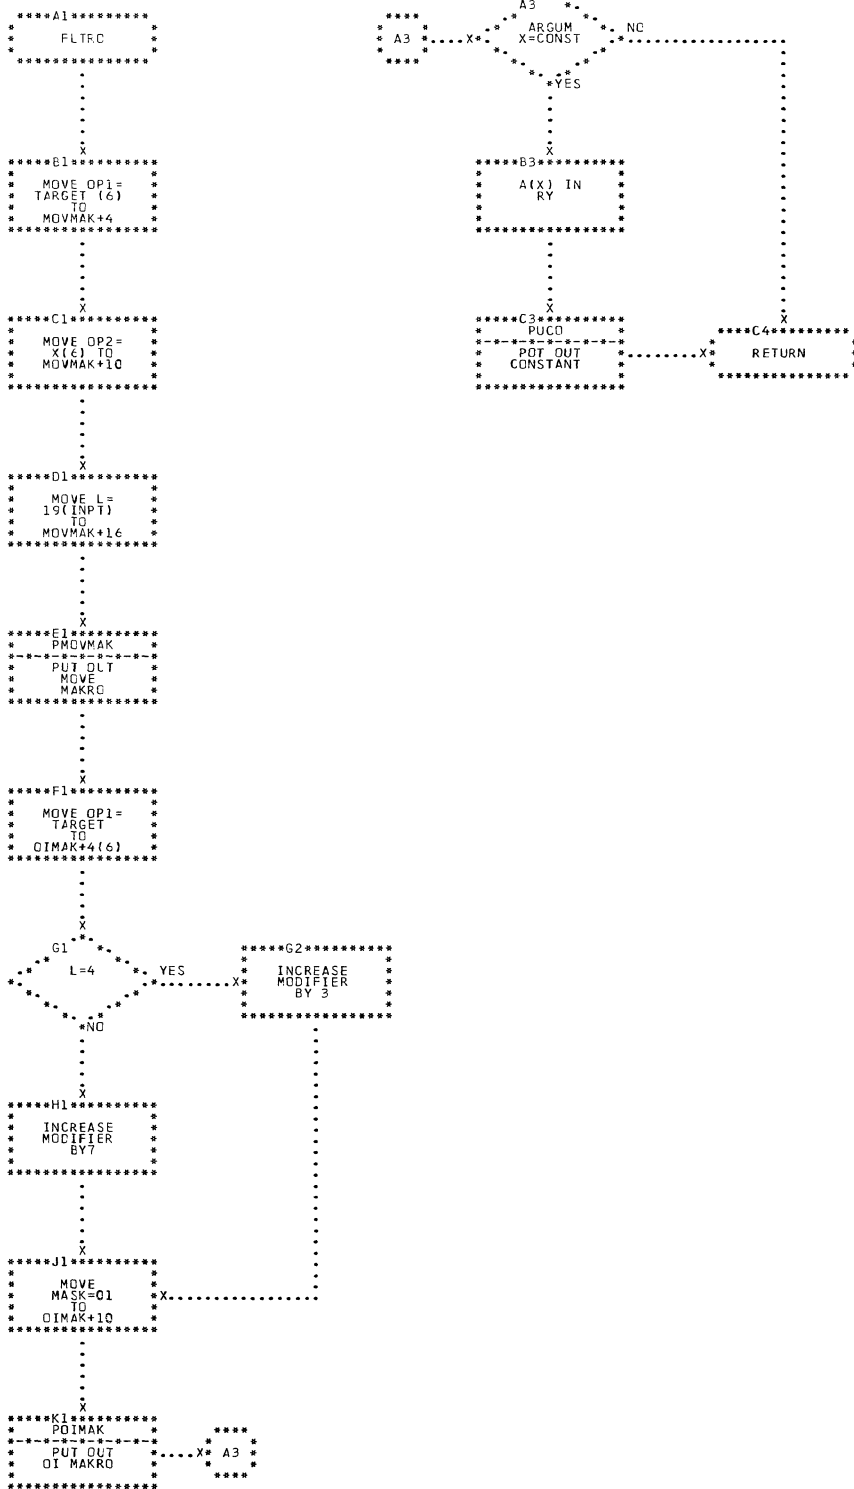 A1
FLTRC
B1
MOVE OP1=
TARGET (6)
TO
MOVMAK+4
C1
MOVE OP2=
X(6) TO
MOVMAK+10
D1
MOVE L=
19(INPT)
TO
MOVMAK+16
E1
PMOVMAK
PUT OUT
MOVE
MAKRO
F1
MOVE OP1=
TARGET
TO
OIMAK+4(6)
G1
L=4
YES
NO
G2
INCREASE
MODIFIER
BY 3
H1
INCREASE
MODIFIER
BY7
J1
MOVE
MASK=01
TO
OIMAK+10
K1
POIMAK
PUT OUT
OI MAKRO
A3
A3
A3
ARGUM
X=CONST
NO
YES
B3
A(X) IN
RY
C3
PUCO
POT OUT
CONSTANT
C4
RETURN